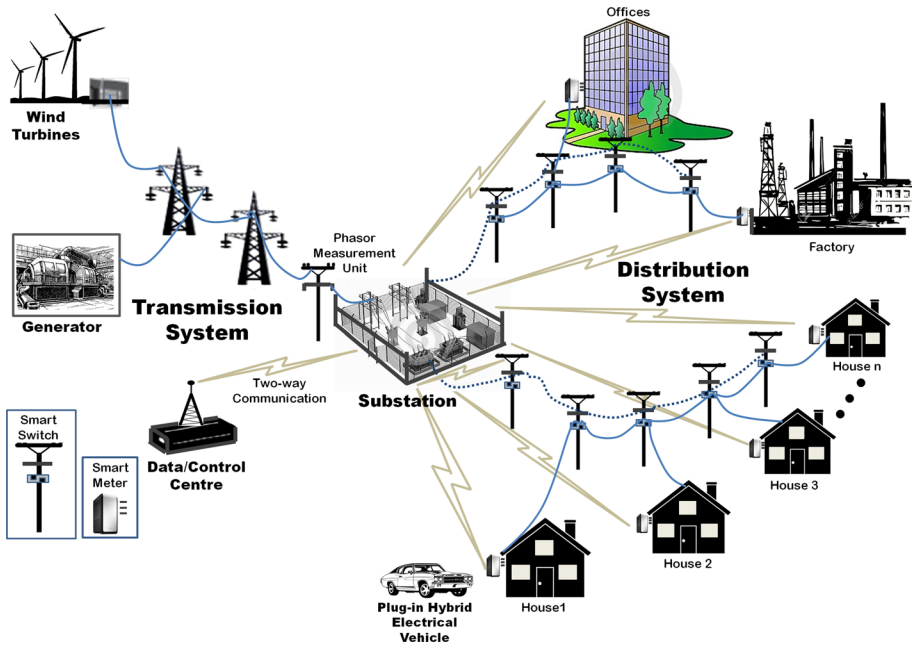 Offices
Wind
Turbines
Phasor
Measurement
Unit
Factory
Distribution
System
Transmission
System
Generator
House n
Two-way
Communication
Substation
Smart
Switch
Smart
Meter
Data/Control
Centre
House 3
House 2
House1
Plug-in Hybrid
Electrical
Vehicle